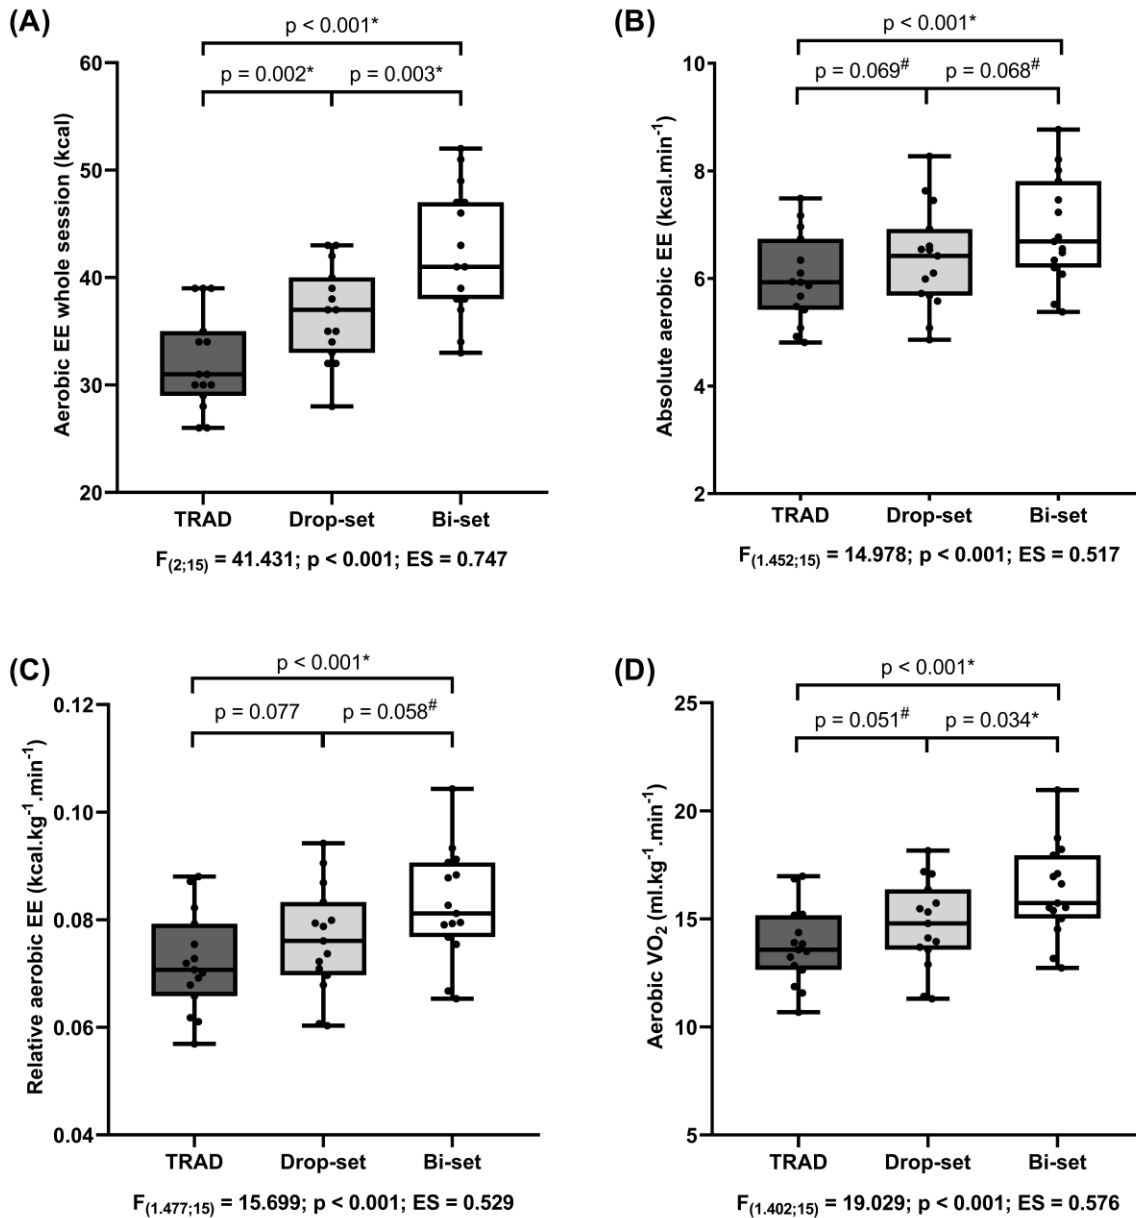 (A)
p < 0.001*
p = 0.002* p = 0.003*
Aerobic EE whole session (kcal)
60
50
40
30
20
TRAD Drop-set Bi-set
F(2;15) = 41.431; p < 0.001; ES = 0.747
(B)
p < 0.001*
p = 0.069# p = 0.068#
Absolute aerobic EE (kcal.min⁻¹)
10
8
6
4
2
TRAD Drop-set Bi-set
F(1.452;15) = 14.978; p < 0.001; ES = 0.517
(C)
p < 0.001*
p = 0.077 p = 0.058#
Relative aerobic EE (kcal.kg⁻¹.min⁻¹)
0.12
0.10
0.08
0.06
0.04
TRAD Drop-set Bi-set
F(1.477;15) = 15.699; p < 0.001; ES = 0.529
(D)
p < 0.001*
p = 0.051# p = 0.034*
Aerobic VO₂ (ml.kg⁻¹.min⁻¹)
25
20
15
10
5
TRAD Drop-set Bi-set
F(1.402;15) = 19.029; p < 0.001; ES = 0.576